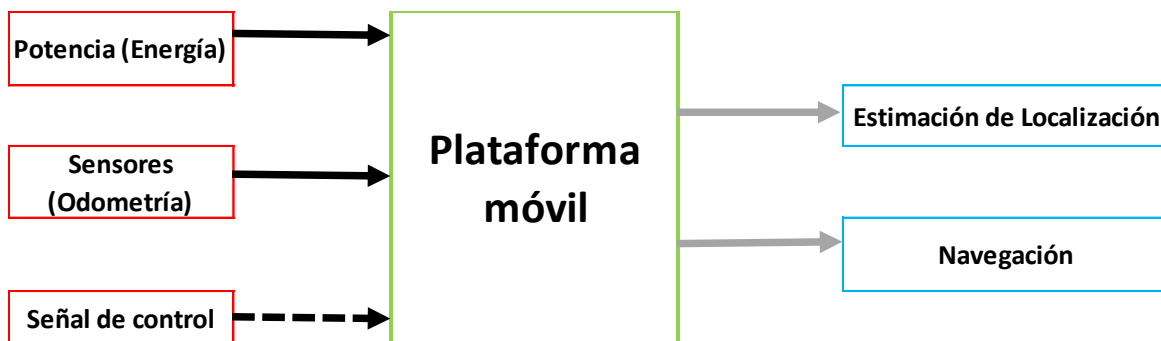 Potencia (Energía)
Sensores
(Odometría)
Señal de control
Plataforma
móvil
Estimación de Localización
Navegación